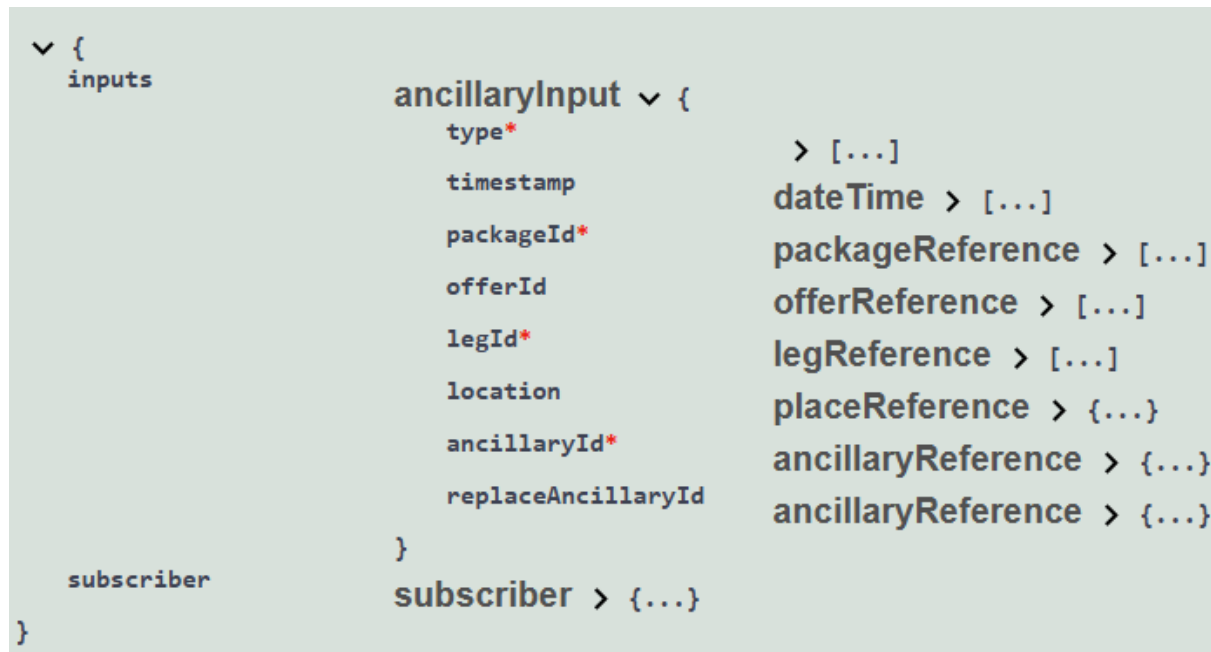 {
inputs ancillaryInput {
type* [...]
timestamp dateTime > [...]
packageId* packageReference > [...]
offerId offerReference > [...]
legId* legReference > [...]
location placeReference > {...}
ancillaryId* ancillaryReference > {...}
replaceAncillaryId ancillaryReference > {...}
}
subscriber subscriber > {...}
}